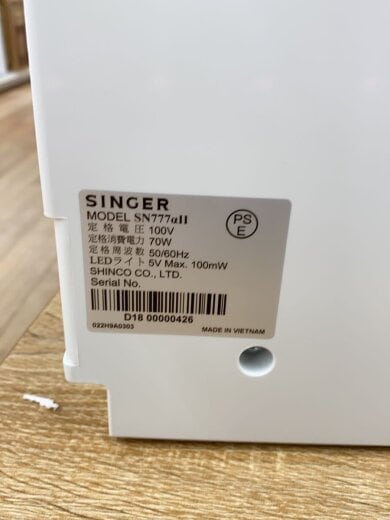 SINGER
MODEL SN777αII
定格電圧 100V
定格消費電力 70W
定格周波数 50/60Hz
LEDライト 5V Max. 100mW
SHINCO CO., LTD.
Serial No.
PS
E
D18 00000426
022H9A0303
MADE IN VIETNAM